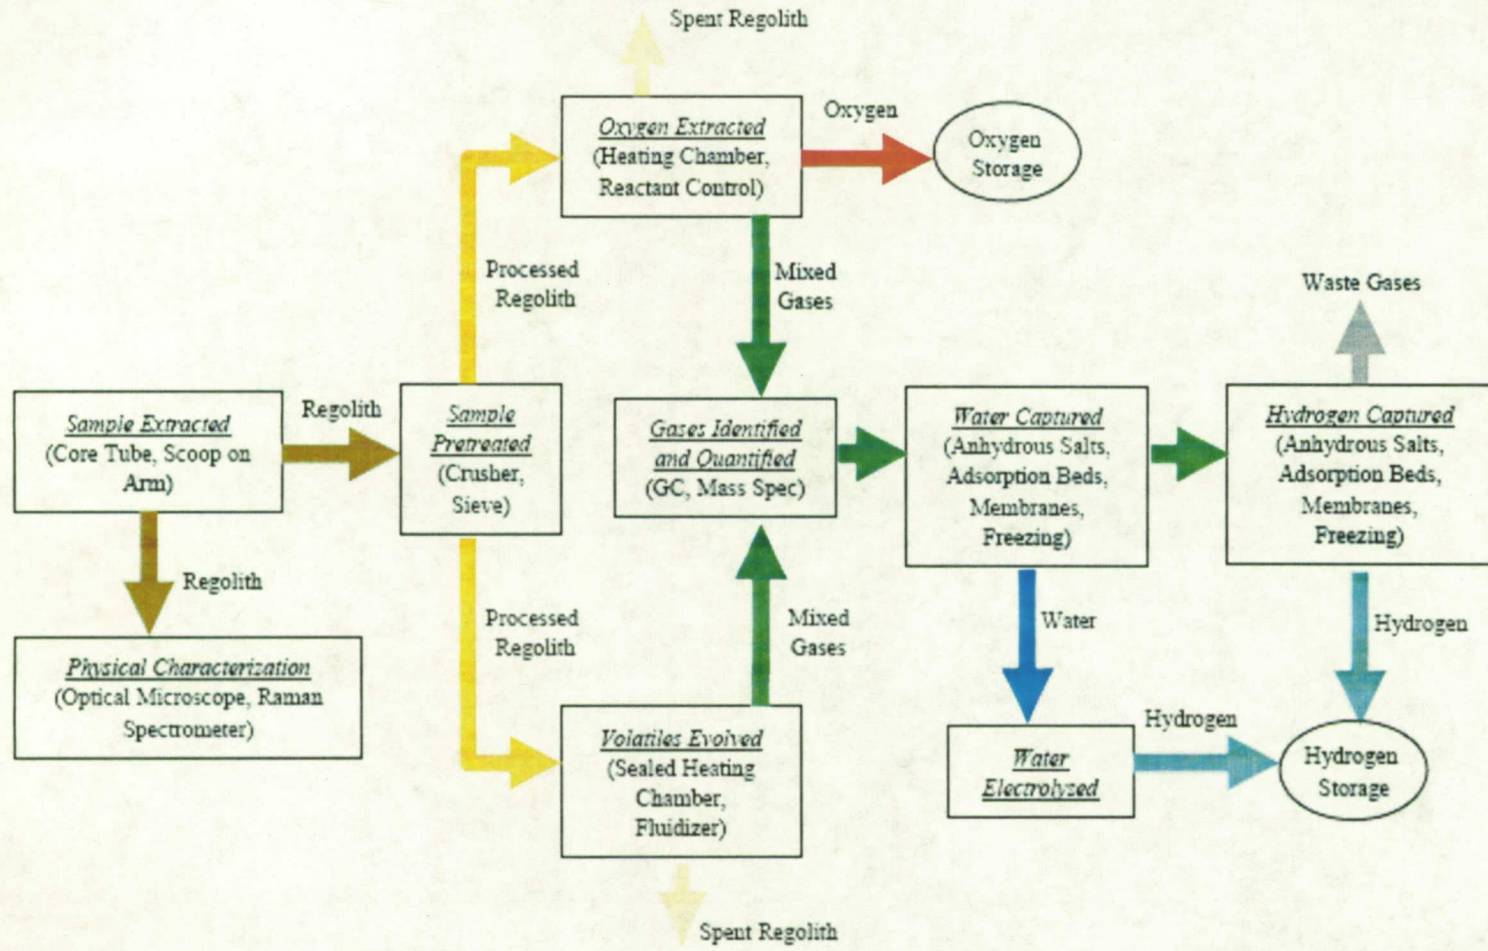 Spent Regolith
Oxygen Extracted
(Heating Chamber,
Reactant Control)
Oxygen
Oxygen
Storage
Processed
Regolith
Mixed
Gases
Waste Gases
Sample Extracted
(Core Tube, Scoop on
Arm)
Regolith
Sample
Pretreated
(Crusher,
Sieve)
Gases Identified
and Quantified
(GC, Mass Spec)
Water Captured
(Anhydrous Salts,
Adsorption Beds,
Membranes,
Freezing)
Hydrogen Captured
(Anhydrous Salts,
Adsorption Beds,
Membranes,
Freezing)
Regolith
Physical Characterization
(Optical Microscope, Raman
Spectrometer)
Processed
Regolith
Mixed
Gases
Water
Hydrogen
Volatiles Evolved
(Sealed Heating
Chamber,
Fluidizer)
Water
Electrolyzed
Hydrogen
Hydrogen
Storage
Spent Regolith